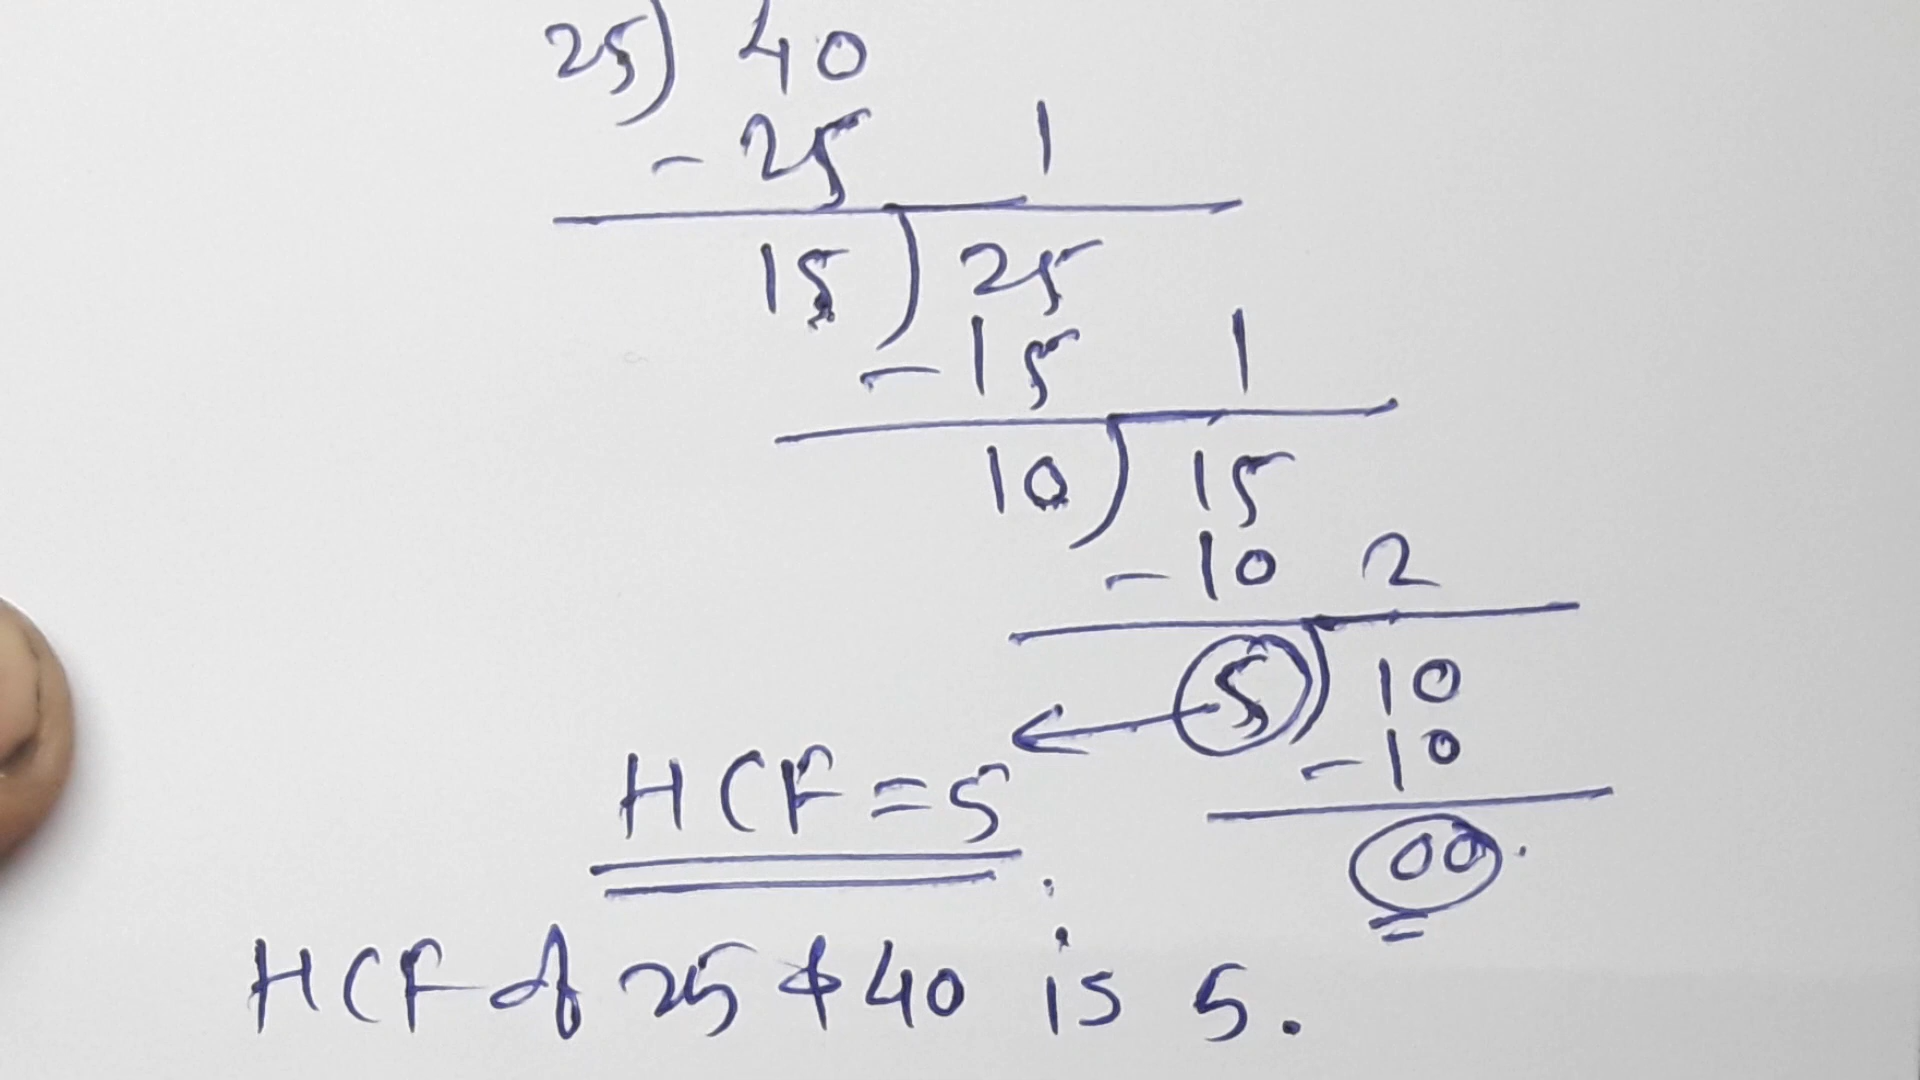 25) 40
- 25 1
15) 25
- 15 1
10) 15
- 10 2
5) 10
- 10
HCF = 5
00.
HCF of 25 & 40 is 5.